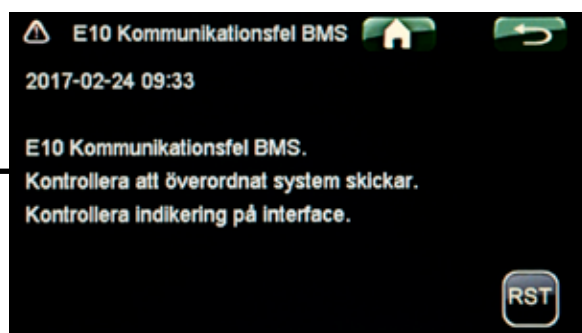 E10 Kommunikationsfel BMS
2017-02-24 09:33
E10 Kommunikationsfel BMS.
Kontrollera att överordnat system skickar.
Kontrollera indikering på interface.
RST